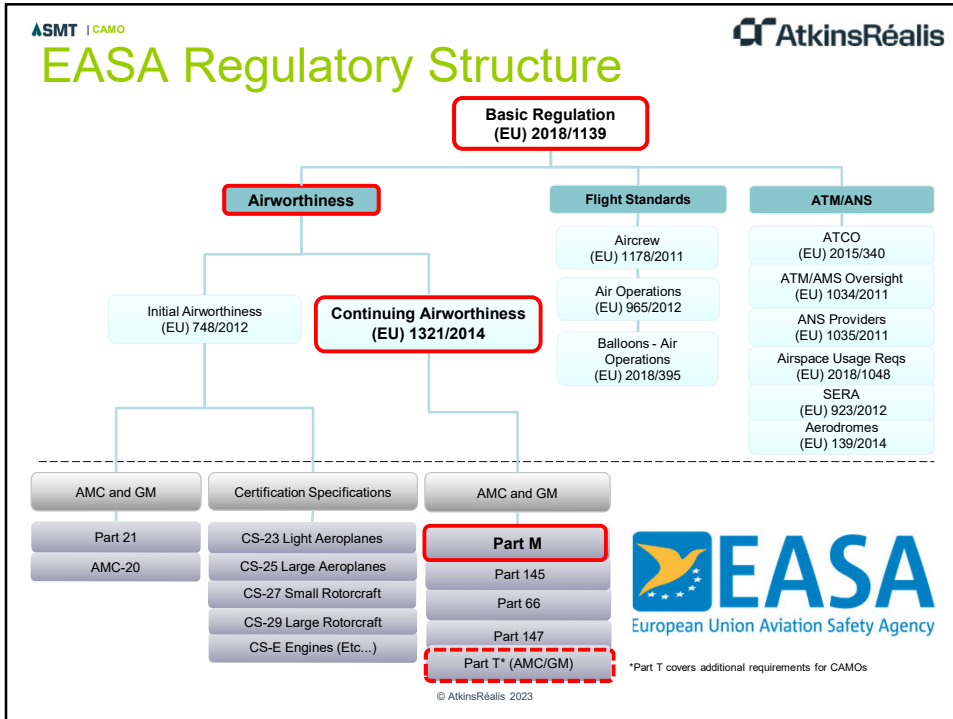 ASMT | CAMO
AtkinsRéalis
EASA Regulatory Structure
Basic Regulation
(EU) 2018/1139
Airworthiness
Flight Standards
ATM/ANS
Initial Airworthiness
(EU) 748/2012
Continuing Airworthiness
(EU) 1321/2014
Aircrew
(EU) 1178/2011
Air Operations
(EU) 965/2012
Balloons - Air
Operations
(EU) 2018/395
ATCO
(EU) 2015/340
ATM/AMS Oversight
(EU) 1034/2011
ANS Providers
(EU) 1035/2011
Airspace Usage Reqs
(EU) 2018/1048
SERA
(EU) 923/2012
Aerodromes
(EU) 139/2014
AMC and GM
Part 21
AMC-20
Certification Specifications
CS-23 Light Aeroplanes
CS-25 Large Aeroplanes
CS-27 Small Rotorcraft
CS-29 Large Rotorcraft
CS-E Engines (Etc...)
AMC and GM
Part M
Part 145
Part 66
Part 147
Part T* (AMC/GM)
EASA
European Union Aviation Safety Agency
*Part T covers additional requirements for CAMOs
© AtkinsRéalis 2023